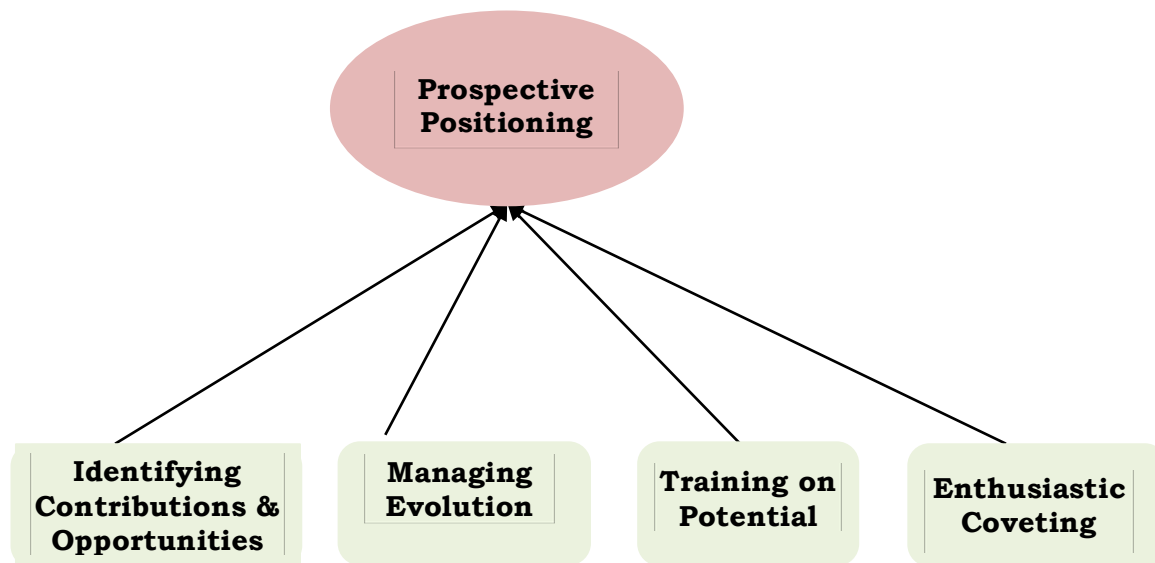 Prospective
Positioning
Identifying
Contributions &
Opportunities
Managing
Evolution
Training on
Potential
Enthusiastic
Coveting